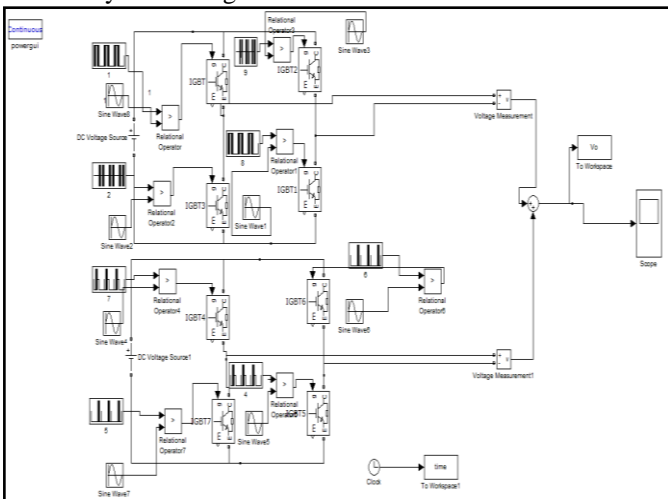 Continuous
powergui
Relational
Operator3
Sine Wave3
1
Sine Wave8
1
Relational
Operator
IGBT
9
IGBT2
DC Voltage Source
8
Relational
Operator1
IGBT1
Voltage Measurement
Vo
To Workspace
2
Sine Wave2
Relational
Operator2
IGBT3
Sine Wave1
Scope
7
Sine Wave4
Relational
Operator4
IGBT4
IGBT6
6
Relational
Sine Wave6
DC Voltage Source1
Voltage Measurement1
5
Sine Wave7
Relational
Operator7
IGBT7
4
Sine Wave5
Relational
IGBT5
Clock
time
To Workspace1